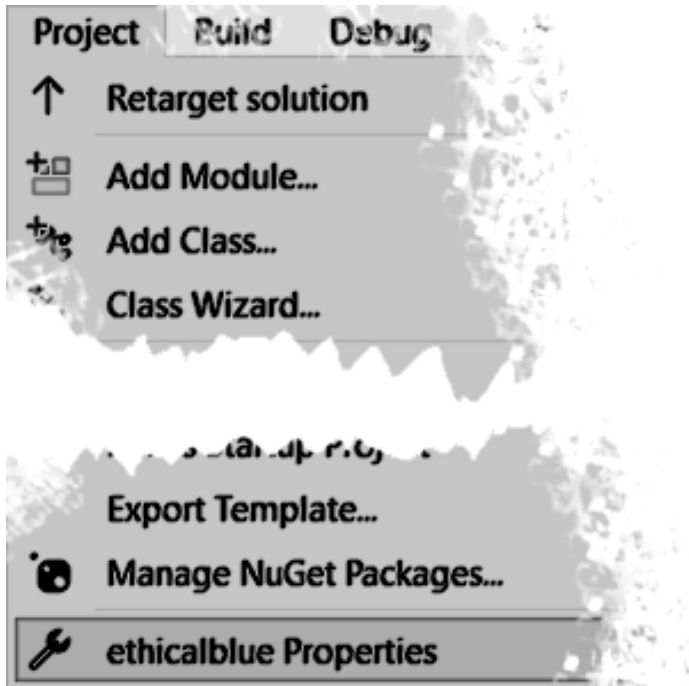 Project Build Debug
Retarget solution
Add Module...
Add Class...
Class Wizard...
Export Template...
Manage NuGet Packages...
ethicalblue Properties